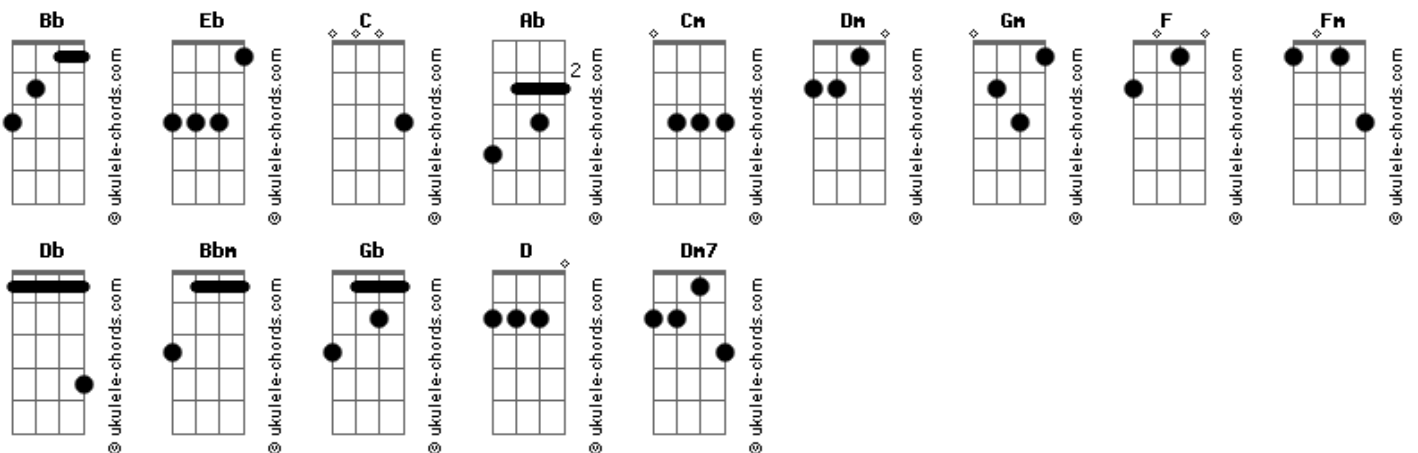 Bb Eb C Ab Cm Dm Gm F Fm
2
© ukulele-chords.com © ukulele-chords.com © ukulele-chords.com © ukulele-chords.com © ukulele-chords.com © ukulele-chords.com © ukulele-chords.com © ukulele-chords.com © ukulele-chords.com
Db Bbm Gb D Dm7
© ukulele-chords.com © ukulele-chords.com © ukulele-chords.com © ukulele-chords.com © ukulele-chords.com